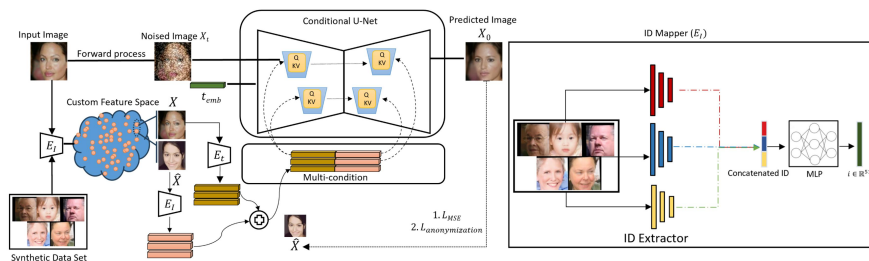 Conditional U-Net
Predicted Image
X_0
Input Image
Noised Image X_t
Forward process
Q
KV
Q
KV
Q
KV
Q
KV
t_emb
Custom Feature Space
X
E_I
E_t
X̂
E_I
Multi-condition
1. L_MSE
2. L_anonymization
X̂
Synthetic Data Set
ID Mapper (E_I)
Concatenated ID
MLP
ID Extractor